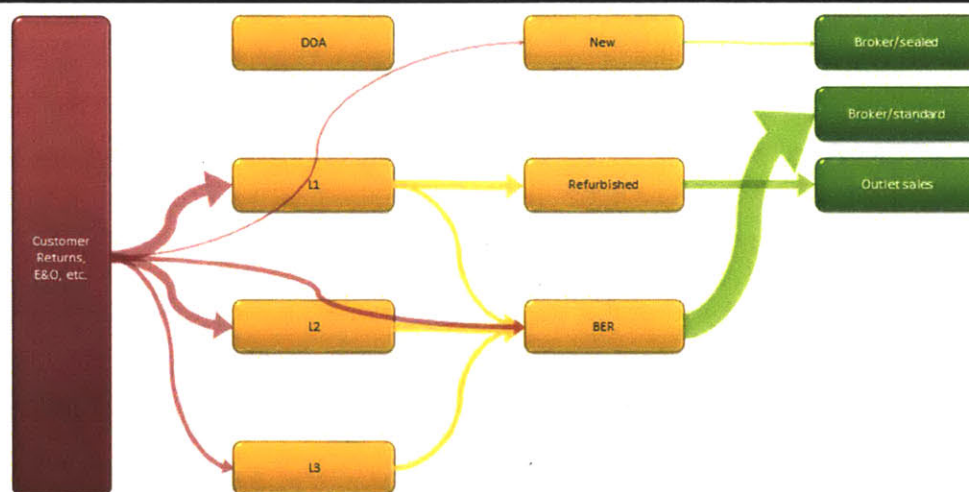 DOA
New
Broker/sealed
Broker/standard
L1
Refurbished
Outlet sales
Customer
Returns,
E&O, etc.
L2
BER
L3